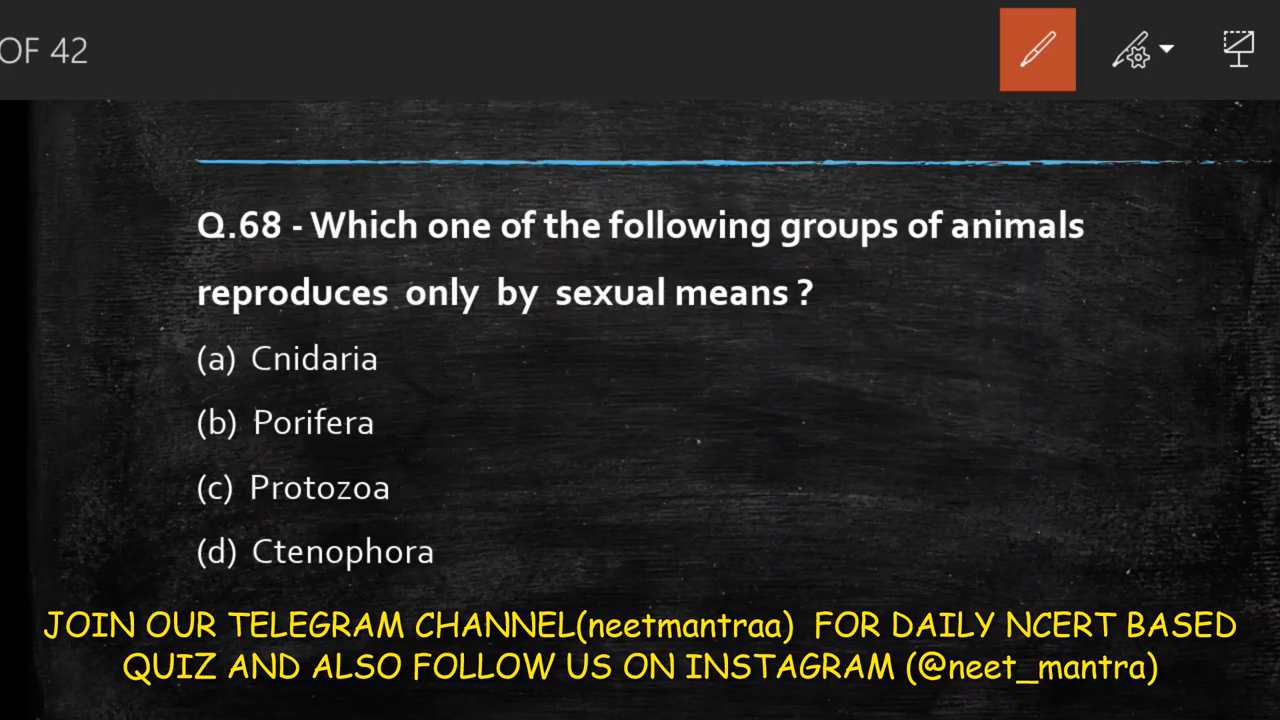 OF 42
Q.68 - Which one of the following groups of animals
reproduces only by sexual means ?
(a) Cnidaria
(b) Porifera
(c) Protozoa
(d) Ctenophora
JOIN OUR TELEGRAM CHANNEL(neetmantraa) FOR DAILY NCERT BASED
QUIZ AND ALSO FOLLOW US ON INSTAGRAM (@neet_mantra)